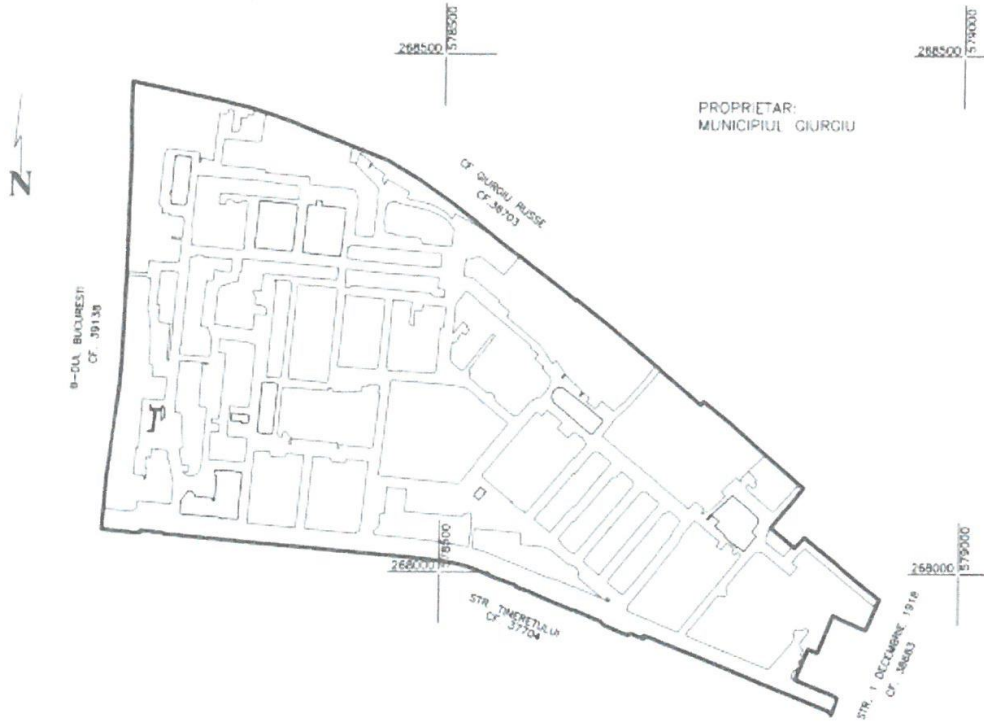 268500
578500
268500
579000
PROPRIETAR:
MUNICIPIUL GIURGIU
N
CF GIURGIU RUSSE
CF.38703
B-DUL BUCURESTI
CF. 39138
268000
578500
268000
579000
STR. TINERETULUI
CF 37704
STR. 1 DECEMBRIE 1918
CF. 38683